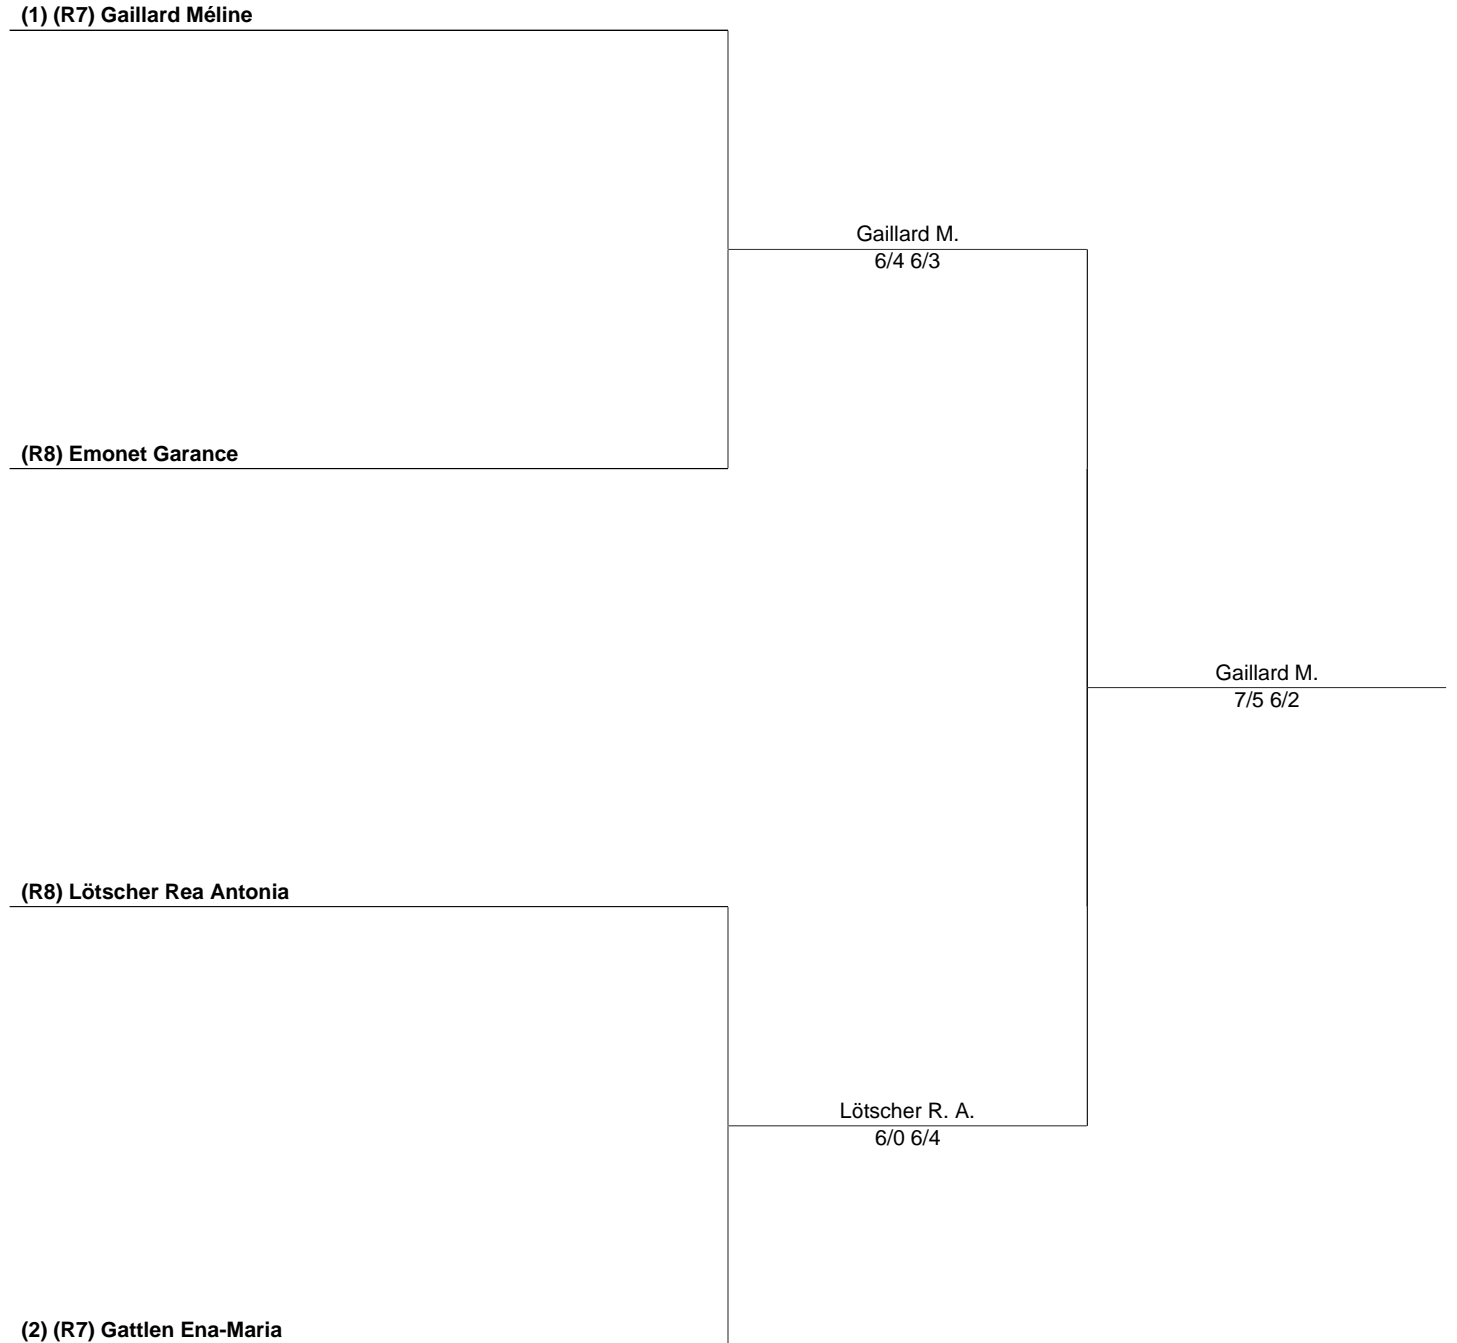 (1) (R7) Gaillard Méline
Gaillard M.
6/4 6/3
(R8) Emonet Garance
Gaillard M.
7/5 6/2
(R8) Lötscher Rea Antonia
Lötscher R. A.
6/0 6/4
(2) (R7) Gattlen Ena-Maria